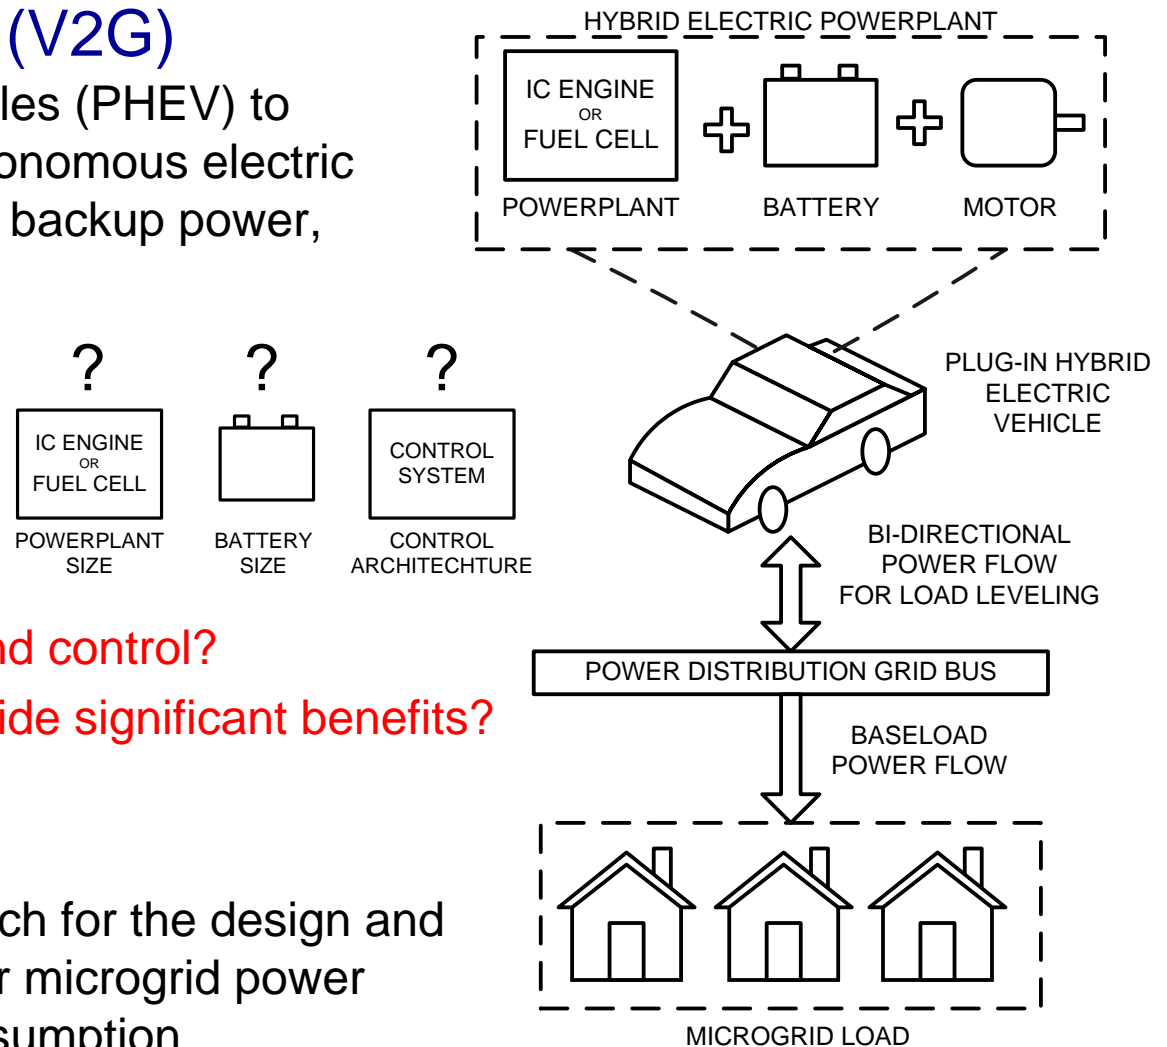 (V2G)
les (PHEV) to
onomous electric
backup power,
HYBRID ELECTRIC POWERPLANT
IC ENGINE
OR
FUEL CELL
POWERPLANT
BATTERY
MOTOR
PLUG-IN HYBRID
ELECTRIC
VEHICLE
? ? ?
IC ENGINE
OR
FUEL CELL
CONTROL
SYSTEM
POWERPLANT
SIZE
BATTERY
SIZE
CONTROL
ARCHITECHTURE
BI-DIRECTIONAL
POWER FLOW
FOR LOAD LEVELING
nd control?
ide significant benefits?
POWER DISTRIBUTION GRID BUS
BASELOAD
POWER FLOW
ch for the design and
r microgrid power
sumption
MICROGRID LOAD